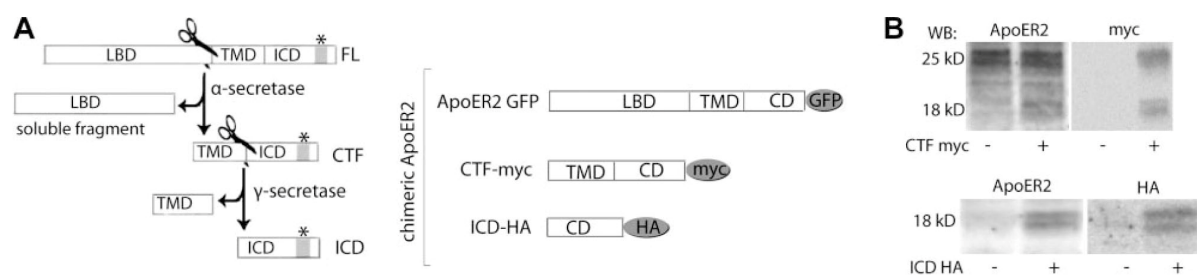 A
LBD
TMD
ICD
*
FL
α-secretase
LBD
soluble fragment
TMD
ICD
*
CTF
γ-secretase
TMD
*
ICD
ICD
chimeric ApoER2
ApoER2 GFP
LBD
TMD
CD
GFP
CTF-myc
TMD
CD
myc
ICD-HA
CD
HA
B
WB:
ApoER2
myc
25 kD
18 kD
CTF myc - + - +
ApoER2
HA
18 kD
ICD HA - + - +